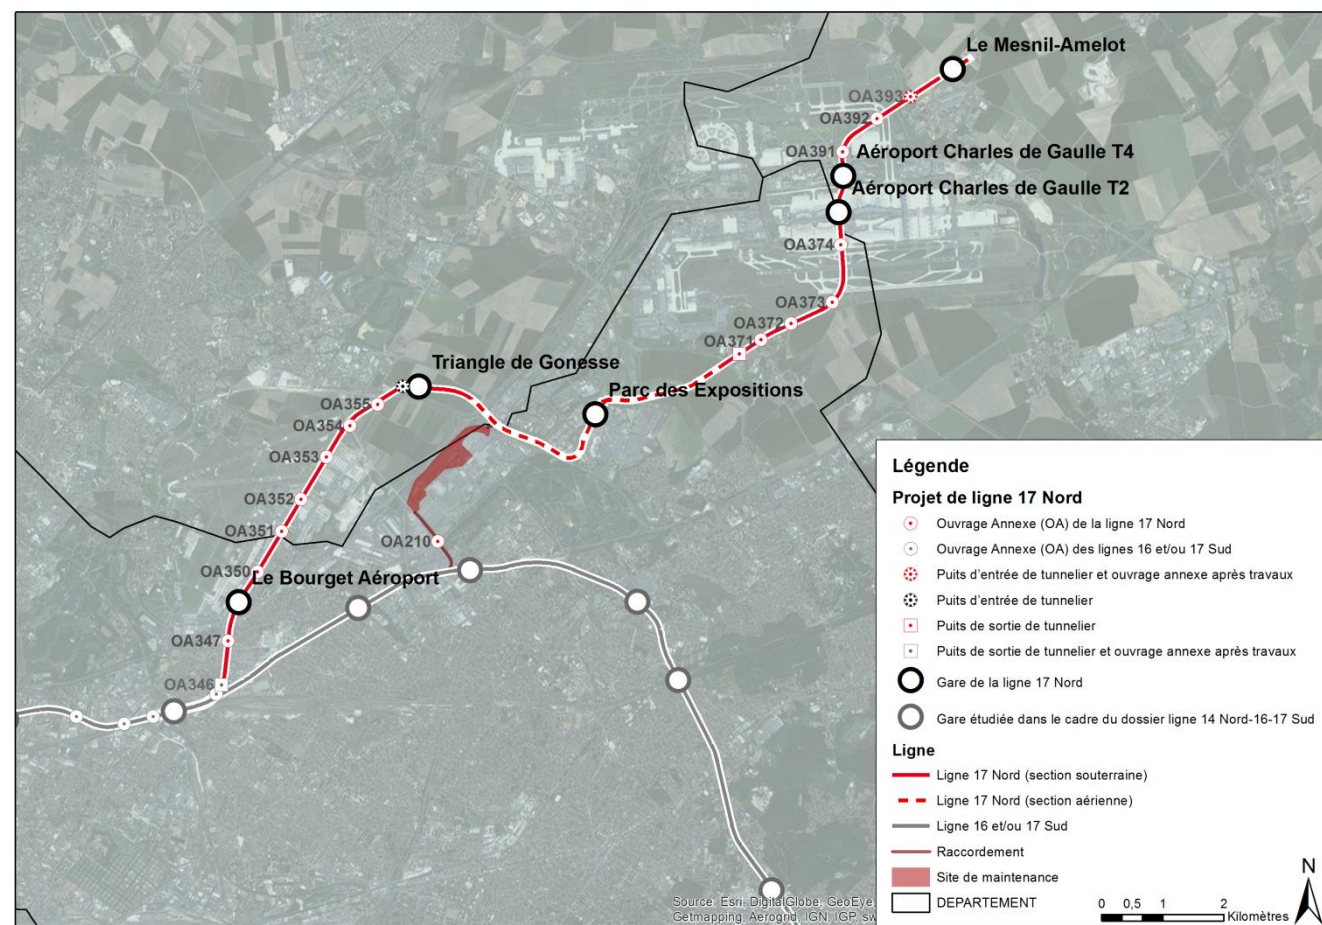 Le Mesnil-Amelot
OA393
OA392
OA391
Aéroport Charles de Gaulle T4
Aéroport Charles de Gaulle T2
OA374
OA373
OA372
OA371
Triangle de Gonesse
Parc des Expositions
OA355
OA354
OA353
OA352
OA351
OA210
OA350
Le Bourget Aéroport
OA347
OA346
Légende
Projet de ligne 17 Nord
Ouvrage Annexe (OA) de la ligne 17 Nord
Ouvrage Annexe (OA) des lignes 16 et/ou 17 Sud
Puits d'entrée de tunnelier et ouvrage annexe après travaux
Puits d'entrée de tunnelier
Puits de sortie de tunnelier
Puits de sortie de tunnelier et ouvrage annexe après travaux
Gare de la ligne 17 Nord
Gare étudiée dans le cadre du dossier ligne 14 Nord-16-17 Sud
Ligne
Ligne 17 Nord (section souterraine)
Ligne 17 Nord (section aérienne)
Ligne 16 et/ou 17 Sud
Raccordement
Site de maintenance
DEPARTEMENT
N
0 0,5 1 2
Kilomètres
Source: Esri, DigitalGlobe, GeoEye,
Getmapping, Aerogrid, IGN, IGP, sw